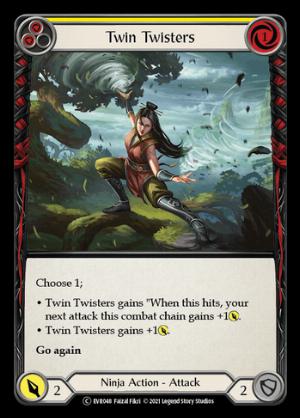 Twin Twisters
1
Choose 1;
• Twin Twisters gains "When this hits, your
next attack this combat chain gains +1
• Twin Twisters gains +1
Go again
2
Ninja Action - Attack
2
C EVR048 Faizal Fikri © 2021 Legend Story Studios